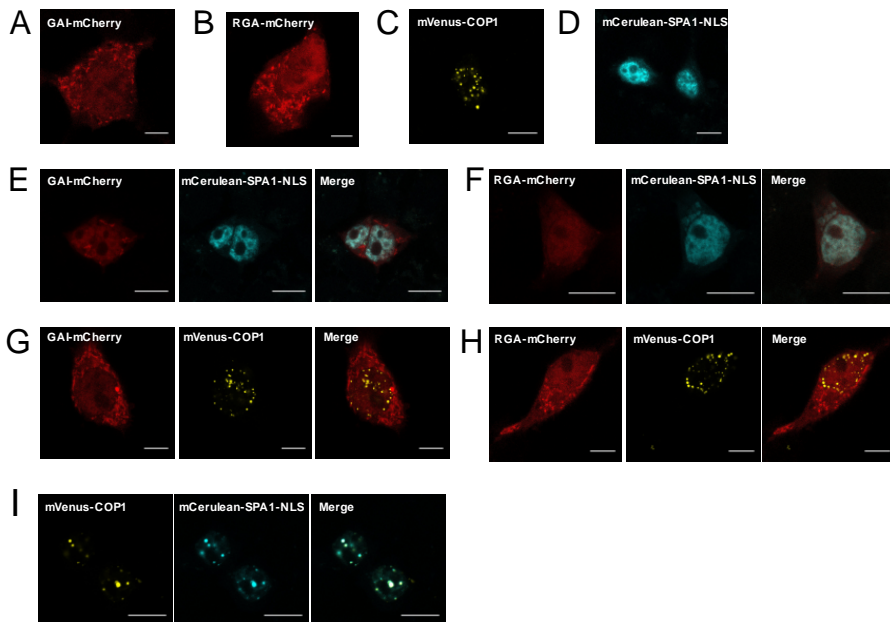 A GAI-mCherry
B RGA-mCherry
C mVenus-COP1
D mCerulean-SPA1-NLS
E GAI-mCherry mCerulean-SPA1-NLS Merge
F RGA-mCherry mCerulean-SPA1-NLS Merge
G GAI-mCherry mVenus-COP1 Merge
H RGA-mCherry mVenus-COP1 Merge
I mVenus-COP1 mCerulean-SPA1-NLS Merge